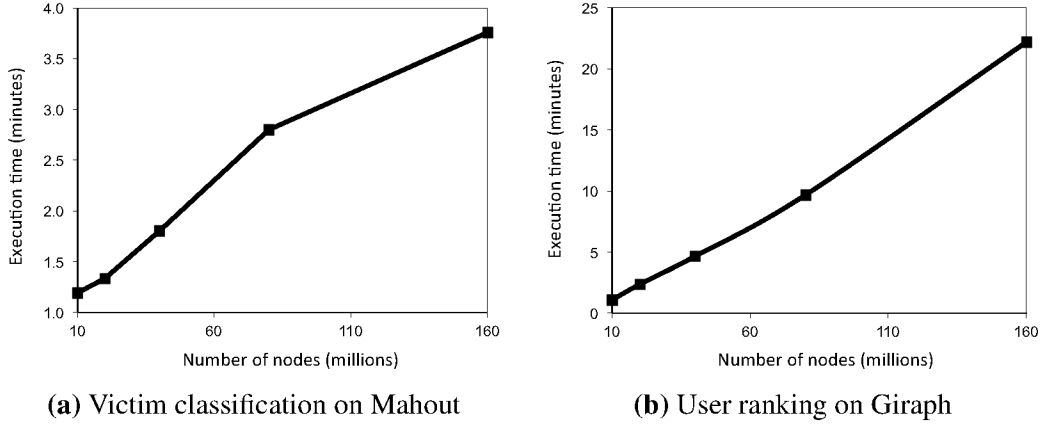 4.0
3.5
3.0
2.5
2.0
1.5
1.0
Execution time (minutes)
10 60 110 160
Number of nodes (millions)
(a) Victim classification on Mahout
25
20
15
10
5
0
Execution time (minutes)
10 60 110 160
Number of nodes (millions)
(b) User ranking on Giraph